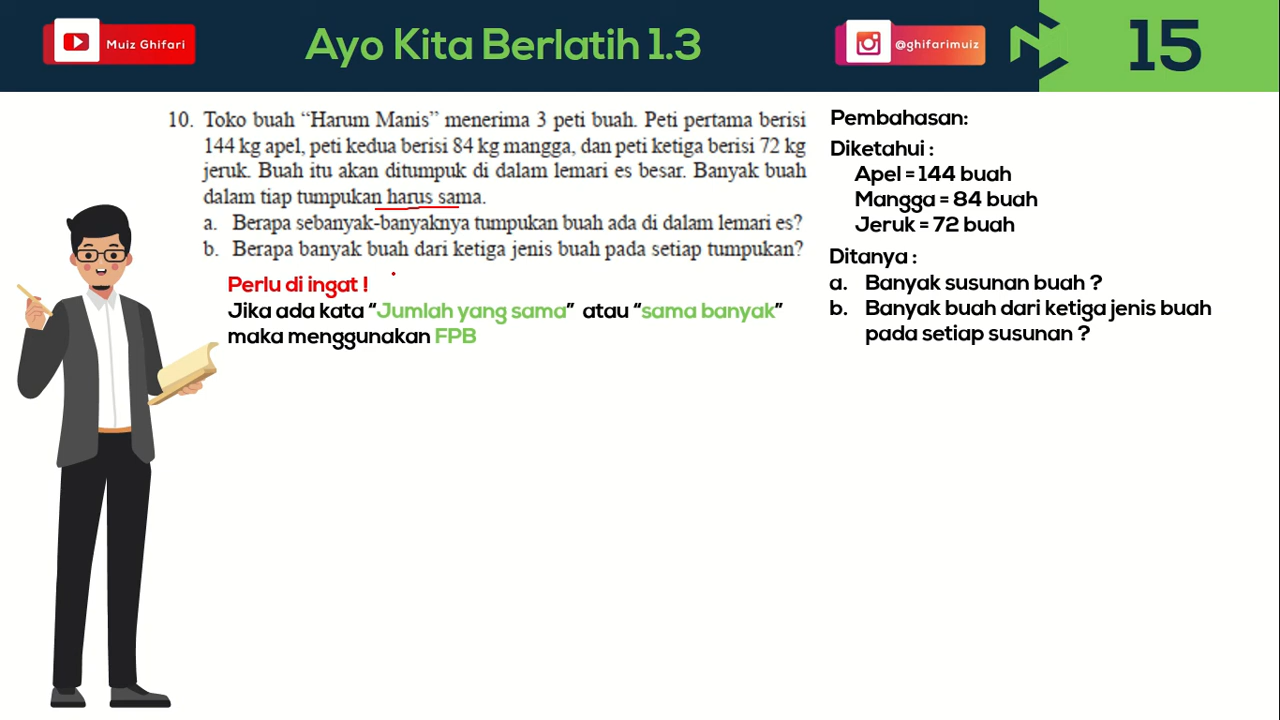 Muiz Ghifari
Ayo Kita Berlatih 1.3
@ghifarimuiz
15
10. Toko buah “Harum Manis” menerima 3 peti buah. Peti pertama berisi
144 kg apel, peti kedua berisi 84 kg mangga, dan peti ketiga berisi 72 kg
jeruk. Buah itu akan ditumpuk di dalam lemari es besar. Banyak buah
dalam tiap tumpukan harus sama.
a. Berapa sebanyak-banyaknya tumpukan buah ada di dalam lemari es?
b. Berapa banyak buah dari ketiga jenis buah pada setiap tumpukan?
Perlu di ingat !
Jika ada kata “Jumlah yang sama” atau “sama banyak”
maka menggunakan FPB
Pembahasan:
Diketahui :
Apel = 144 buah
Mangga = 84 buah
Jeruk = 72 buah
Ditanya :
a. Banyak susunan buah ?
b. Banyak buah dari ketiga jenis buah
pada setiap susunan ?